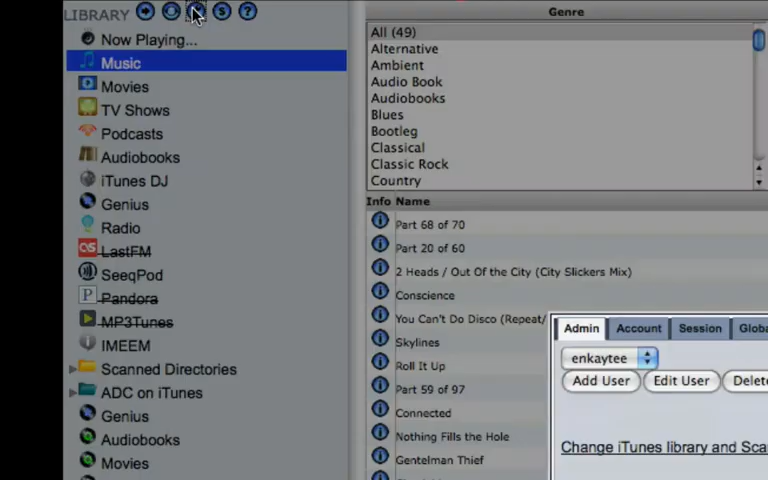 LIBRARY
Now Playing...
Music
Movies
TV Shows
Podcasts
Audiobooks
iTunes DJ
Genius
Radio
LastFM
SeeqPod
Pandora
MP3Tunes
IMEEM
Scanned Directories
ADC on iTunes
Genius
Audiobooks
Movies
Genre
All (49)
Alternative
Ambient
Audio Book
Audiobooks
Blues
Bootleg
Classical
Classic Rock
Country
Info Name
Part 68 of 70
Part 20 of 60
2 Heads / Out Of the City (City Slickers Mix)
Conscience
You Can't Do Disco (Repeat/
Skylines
Roll It Up
Part 59 of 97
Connected
Nothing Fills the Hole
Gentelman Thief
Admin Account Session Globa
enkaytee
Add User Edit User Delet
Change iTunes library and Sca